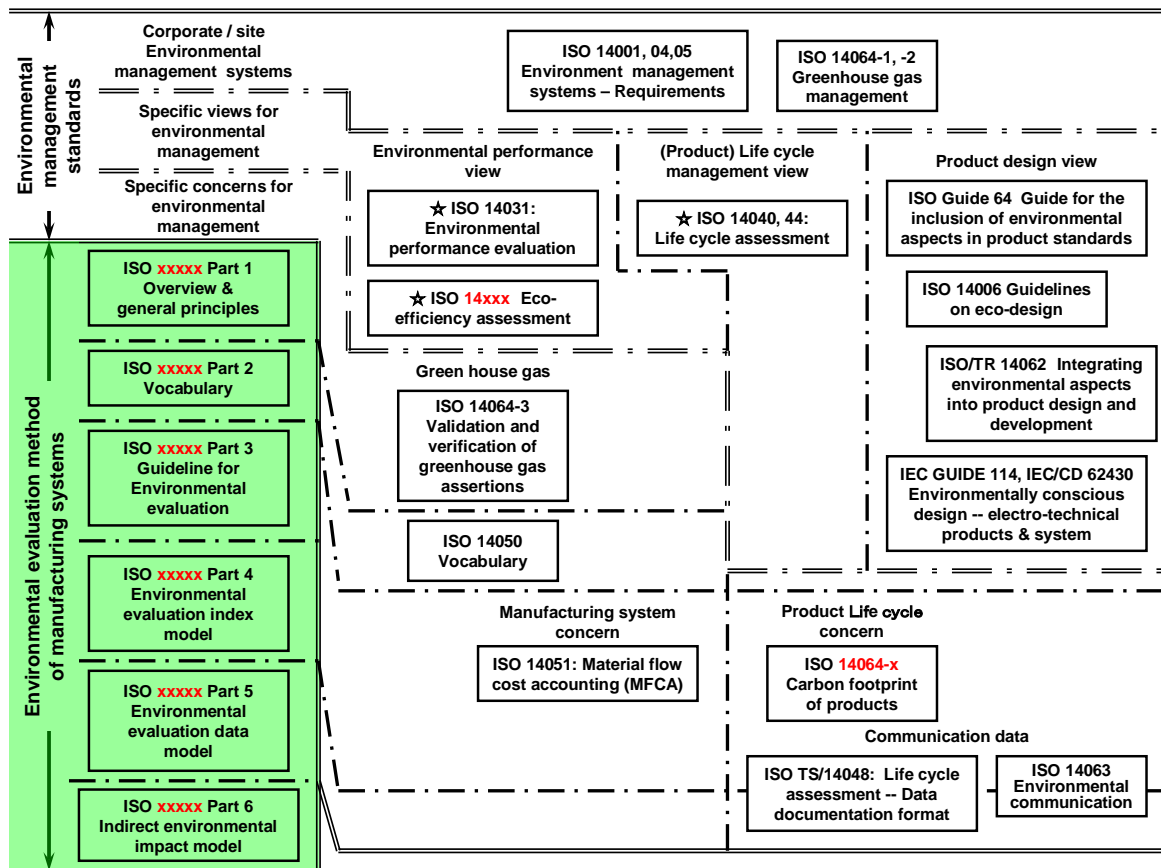 Environmental
management
standards
Corporate / site
Environmental
management systems
Specific views for
environmental
management
Specific concerns for
environmental
management
ISO 14001, 04,05
Environment management
systems – Requirements
ISO 14064-1, -2
Greenhouse gas
management
Environmental performance
view
☆ ISO 14031:
Environmental
performance evaluation
☆ ISO 14xxx Eco-
efficiency assessment
(Product) Life cycle
management view
☆ ISO 14040, 44:
Life cycle assessment
Product design view
ISO Guide 64 Guide for the
inclusion of environmental
aspects in product standards
ISO 14006 Guidelines
on eco-design
ISO/TR 14062 Integrating
environmental aspects
into product design and
development
IEC GUIDE 114, IEC/CD 62430
Environmentally conscious
design -- electro-technical
products & system
Green house gas
ISO 14064-3
Validation and
verification of
greenhouse gas
assertions
ISO 14050
Vocabulary
Environmental evaluation method
of manufacturing systems
ISO xxxxx Part 1
Overview &
general principles
ISO xxxxx Part 2
Vocabulary
ISO xxxxx Part 3
Guideline for
Environmental
evaluation
ISO xxxxx Part 4
Environmental
evaluation index
model
ISO xxxxx Part 5
Environmental
evaluation data
model
ISO xxxxx Part 6
Indirect environmental
impact model
Manufacturing system
concern
ISO 14051: Material flow
cost accounting (MFCA)
Product Life cycle
concern
ISO 14064-x
Carbon footprint
of products
Communication data
ISO TS/14048: Life cycle
assessment -- Data
documentation format
ISO 14063
Environmental
communication